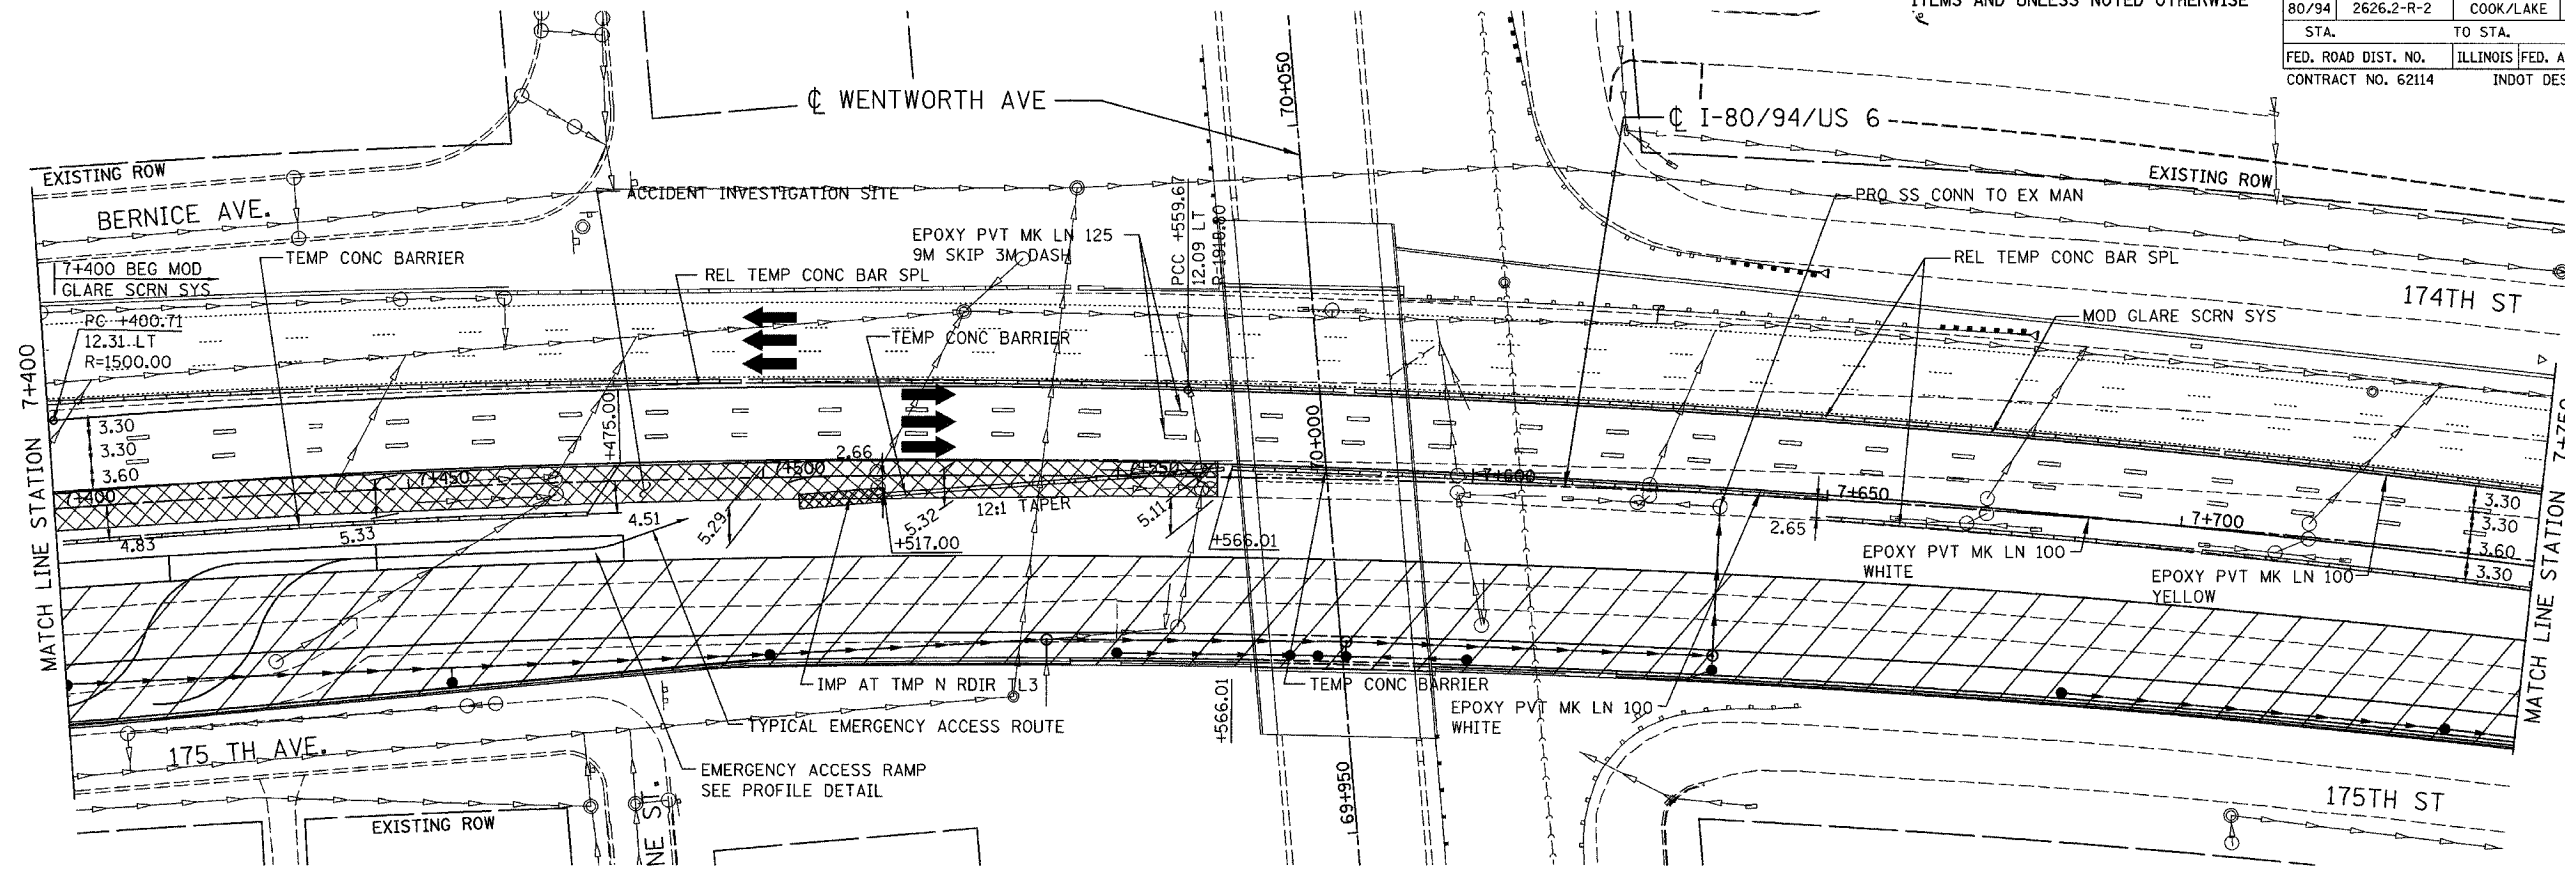 ITEMS AND UNLESS NOTED OTHERWISE
80/94 2626.2-R-2 COOK/LAKE
STA. TO STA.
FED. ROAD DIST. NO. ILLINOIS FED. A
CONTRACT NO. 62114 INDOT DES
70+050
℄ WENTWORTH AVE
℄ I-80/94/US 6
EXISTING ROW
EXISTING ROW
BERNICE AVE.
ACCIDENT INVESTIGATION SITE
PRO SS CONN TO EX MAN
EPOXY PVT MK LN 125
9M SKIP 3M DASH
PCC +559.67
12.09 LT
TEMP CONC BARRIER
7+400 BEG MOD
GLARE SCRN SYS
REL TEMP CONC BAR SPL
REL TEMP CONC BAR SPL
174TH ST
PC +400.71
12.31 LT
R=1500.00
TEMP CONC BARRIER
MOD GLARE SCRN SYS
MATCH LINE STATION 7+400
3.30
3.30
3.60
+475.00
2.66
70+000
7+400
7+450
7+500
7+550
7+600
7+650
7+700
4.83
5.33
4.51
5.29
5.32
12:1 TAPER
5.11
+517.00
+566.01
2.65
EPOXY PVT MK LN 100
WHITE
EPOXY PVT MK LN 100
YELLOW
3.30
3.30
3.60
3.30
MATCH LINE STATION 7+750
IMP AT TMP N RDIR TL3
TEMP CONC BARRIER
EPOXY PVT MK LN 100
WHITE
+566.01
TYPICAL EMERGENCY ACCESS ROUTE
175 TH AVE.
EMERGENCY ACCESS RAMP
SEE PROFILE DETAIL
69+950
175TH ST
EXISTING ROW
NE ST.